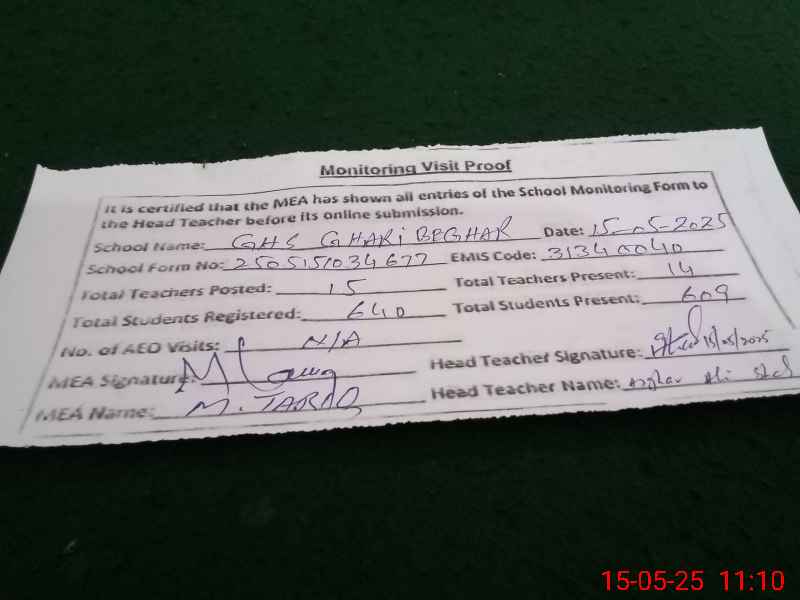 Monitoring Visit Proof
It is certified that the MEA has shown all entries of the School Monitoring Form to
the Head Teacher before its online submission.
School Name: GHS GHARIBEGHAR Date: 15-05-2025
School Form No: 2505151034677 EMIS Code: 31340040
Total Teachers Posted: 15 Total Teachers Present: 14
Total Students Registered: 640 Total Students Present: 609
No. of AEO Visits: N/A
MEA Signature: Head Teacher Signature: 15/05/2025
MEA Name: M. TARIQ Head Teacher Name: Asghar Ali
15-05-25 11:10